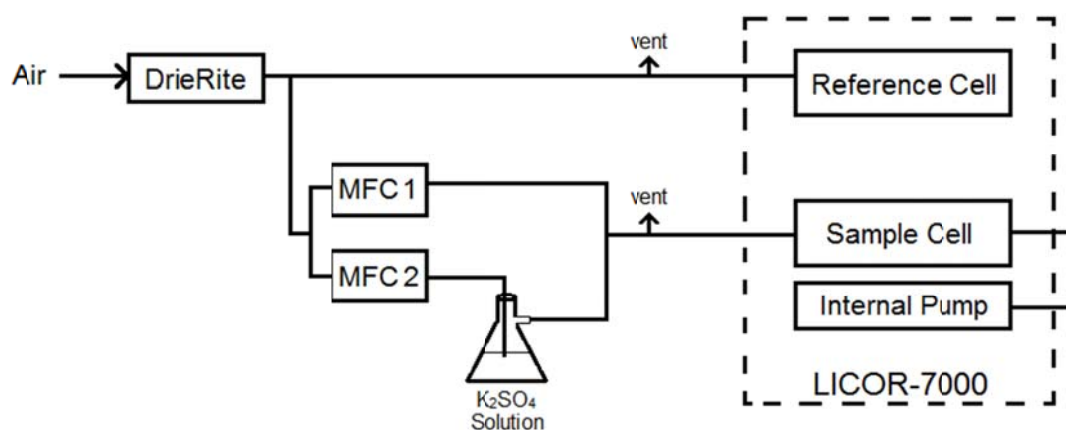 Air
DrieRite
vent
Reference Cell
MFC 1
vent
Sample Cell
MFC 2
Internal Pump
K₂SO₄
Solution
LICOR-7000